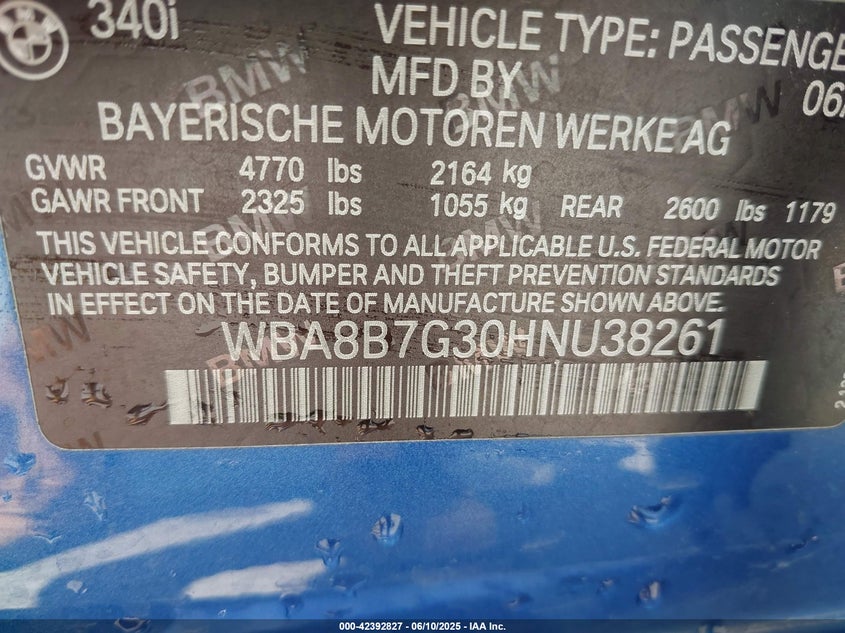 340i
VEHICLE TYPE: PASSENGE
MFD BY
06/
BAYERISCHE MOTOREN WERKE AG
GVWR 4770 lbs 2164 kg
GAWR FRONT 2325 lbs 1055 kg REAR 2600 lbs 1179
THIS VEHICLE CONFORMS TO ALL APPLICABLE U.S. FEDERAL MOTOR
VEHICLE SAFETY, BUMPER AND THEFT PREVENTION STANDARDS
IN EFFECT ON THE DATE OF MANUFACTURE SHOWN ABOVE.
WBA8B7G30HNU38261
000-42392827 - 06/10/2025 - IAA Inc.